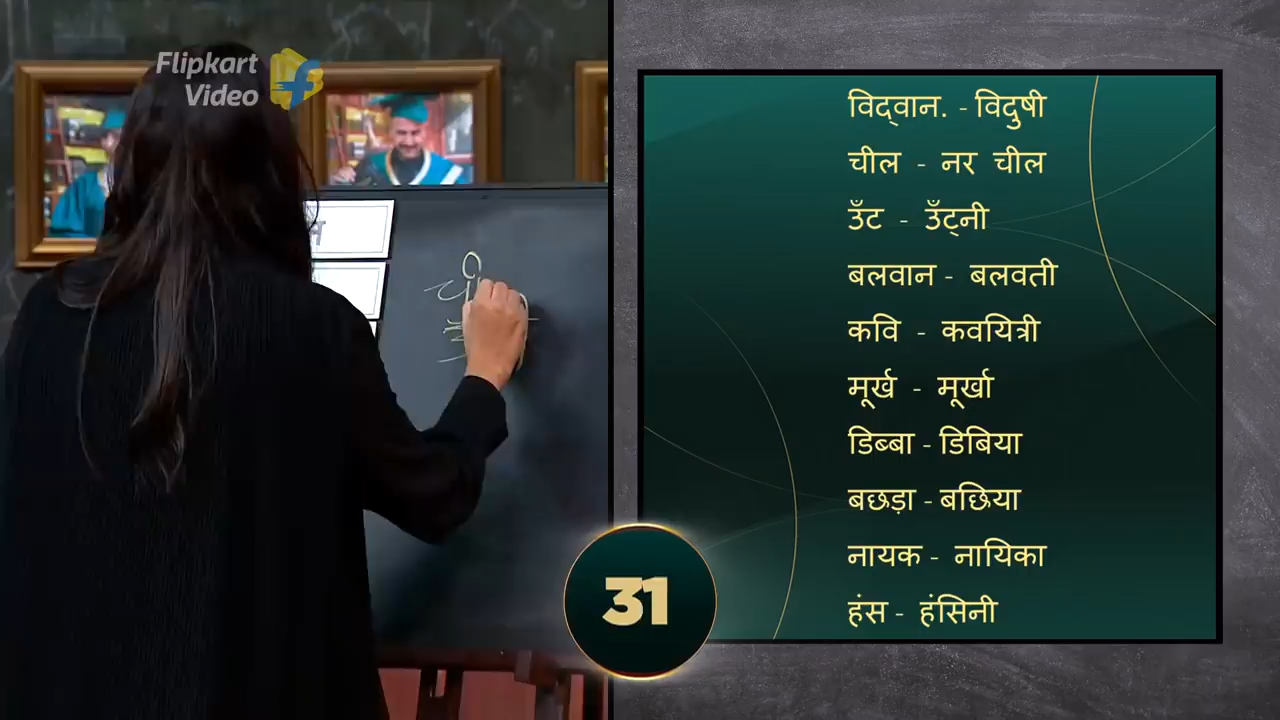 Flipkart
Video
विद्वान. - विदुषी
चील - नर चील
उँट - उँट्नी
बलवान - बलवती
कवि - कवयित्री
मूर्ख - मूर्खा
डिब्बा - डिबिया
बछड़ा - बछिया
नायक - नायिका
हंस - हंसिनी
31